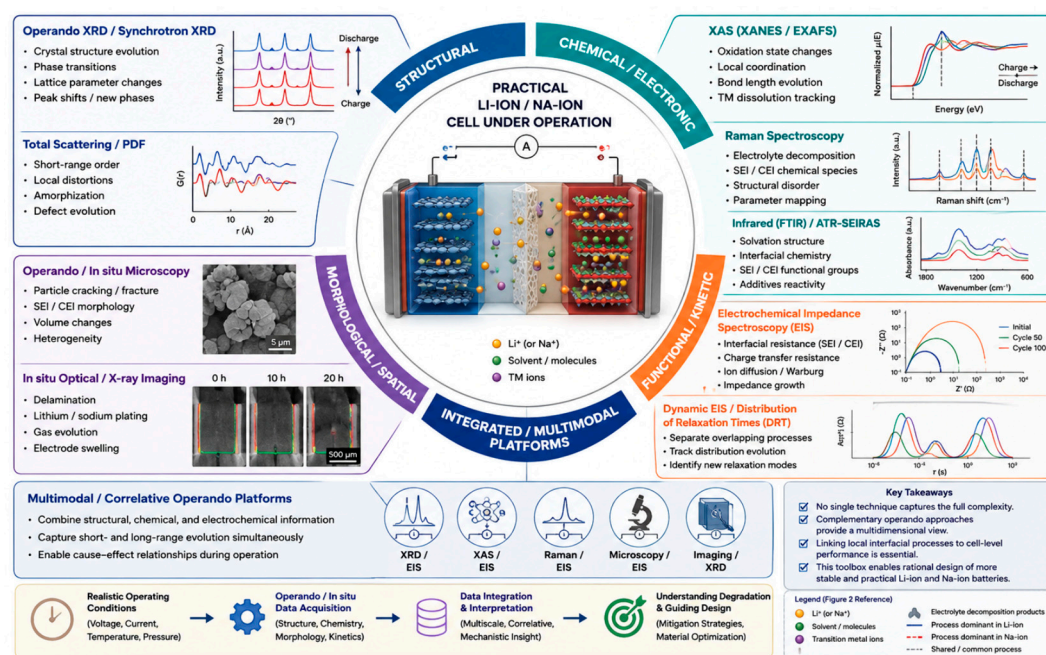 Operando XRD / Synchrotron XRD
• Crystal structure evolution
• Phase transitions
• Lattice parameter changes
• Peak shifts / new phases
Intensity (a.u.)
2θ (°)
Discharge
Charge
Total Scattering / PDF
• Short-range order
• Local distortions
• Amorphization
• Defect evolution
G(r)
0 10 20
r (Å)
Operando / In situ Microscopy
• Particle cracking / fracture
• SEI / CEI morphology
• Volume changes
• Heterogeneity
5 μm
In situ Optical / X-ray Imaging
• Delamination
• Lithium / sodium plating
• Gas evolution
• Electrode swelling
0 h 10 h 20 h
500 μm
STRUCTURAL
CHEMICAL / ELECTRONIC
MORPHOLOGICAL / SPATIAL
FUNCTIONAL / KINETIC
INTEGRATED / MULTIMODAL
PLATFORMS
PRACTICAL
LI-ION / NA-ION
CELL UNDER OPERATION
A
e⁻
Li⁺ (or Na⁺)
Solvent / molecules
TM ions
XAS (XANES / EXAFS)
• Oxidation state changes
• Local coordination
• Bond length evolution
• TM dissolution tracking
Normalized μ(E)
Energy (eV)
Charge
Discharge
Raman Spectroscopy
• Electrolyte decomposition
• SEI / CEI chemical species
• Structural disorder
• Parameter mapping
Intensity (a.u.)
Raman shift (cm⁻¹)
Infrared (FTIR) / ATR-SEIRAS
• Solvation structure
• Interfacial chemistry
• SEI / CEI functional groups
• Additives reactivity
Absorbance (a.u.)
1800 1200 600
Wavenumber (cm⁻¹)
Electrochemical Impedance
Spectroscopy (EIS)
• Interfacial resistance (SEI / CEI)
• Charge transfer resistance
• Ion diffusion / Warburg
• Impedance growth
-Z'' (Ω)
Z' (Ω)
Initial
Cycle 50
Cycle 100
Dynamic EIS / Distribution
of Relaxation Times (DRT)
• Separate overlapping processes
• Track distribution evolution
• Identify new relaxation modes
τ (s)
Multimodal / Correlative Operando Platforms
• Combine structural, chemical, and electrochemical information
• Capture short- and long-range evolution simultaneously
• Enable cause–effect relationships during operation
XRD /
EIS
XAS /
EIS
Raman /
EIS
Microscopy /
EIS
Imaging /
XRD
Key Takeaways
No single technique captures the full complexity.
Complementary operando approaches
provide a multidimensional view.
Linking local interfacial processes to cell-level
performance is essential.
This toolbox enables rational design of more
stable and practical Li-ion and Na-ion batteries.
Legend (Figure 2 Reference)
Li⁺ (or Na⁺)
Solvent / molecules
Transition metal ions
Electrolyte decomposition products
Process dominant in Li-ion
Process dominant in Na-ion
Shared / common process
Realistic Operating
Conditions
(Voltage, Current,
Temperature, Pressure)
Operando / In situ
Data Acquisition
(Structure, Chemistry,
Morphology, Kinetics)
Data Integration
& Interpretation
(Multiscale, Correlative,
Mechanistic Insight)
Understanding Degradation
& Guiding Design
(Mitigation Strategies,
Material Optimization)